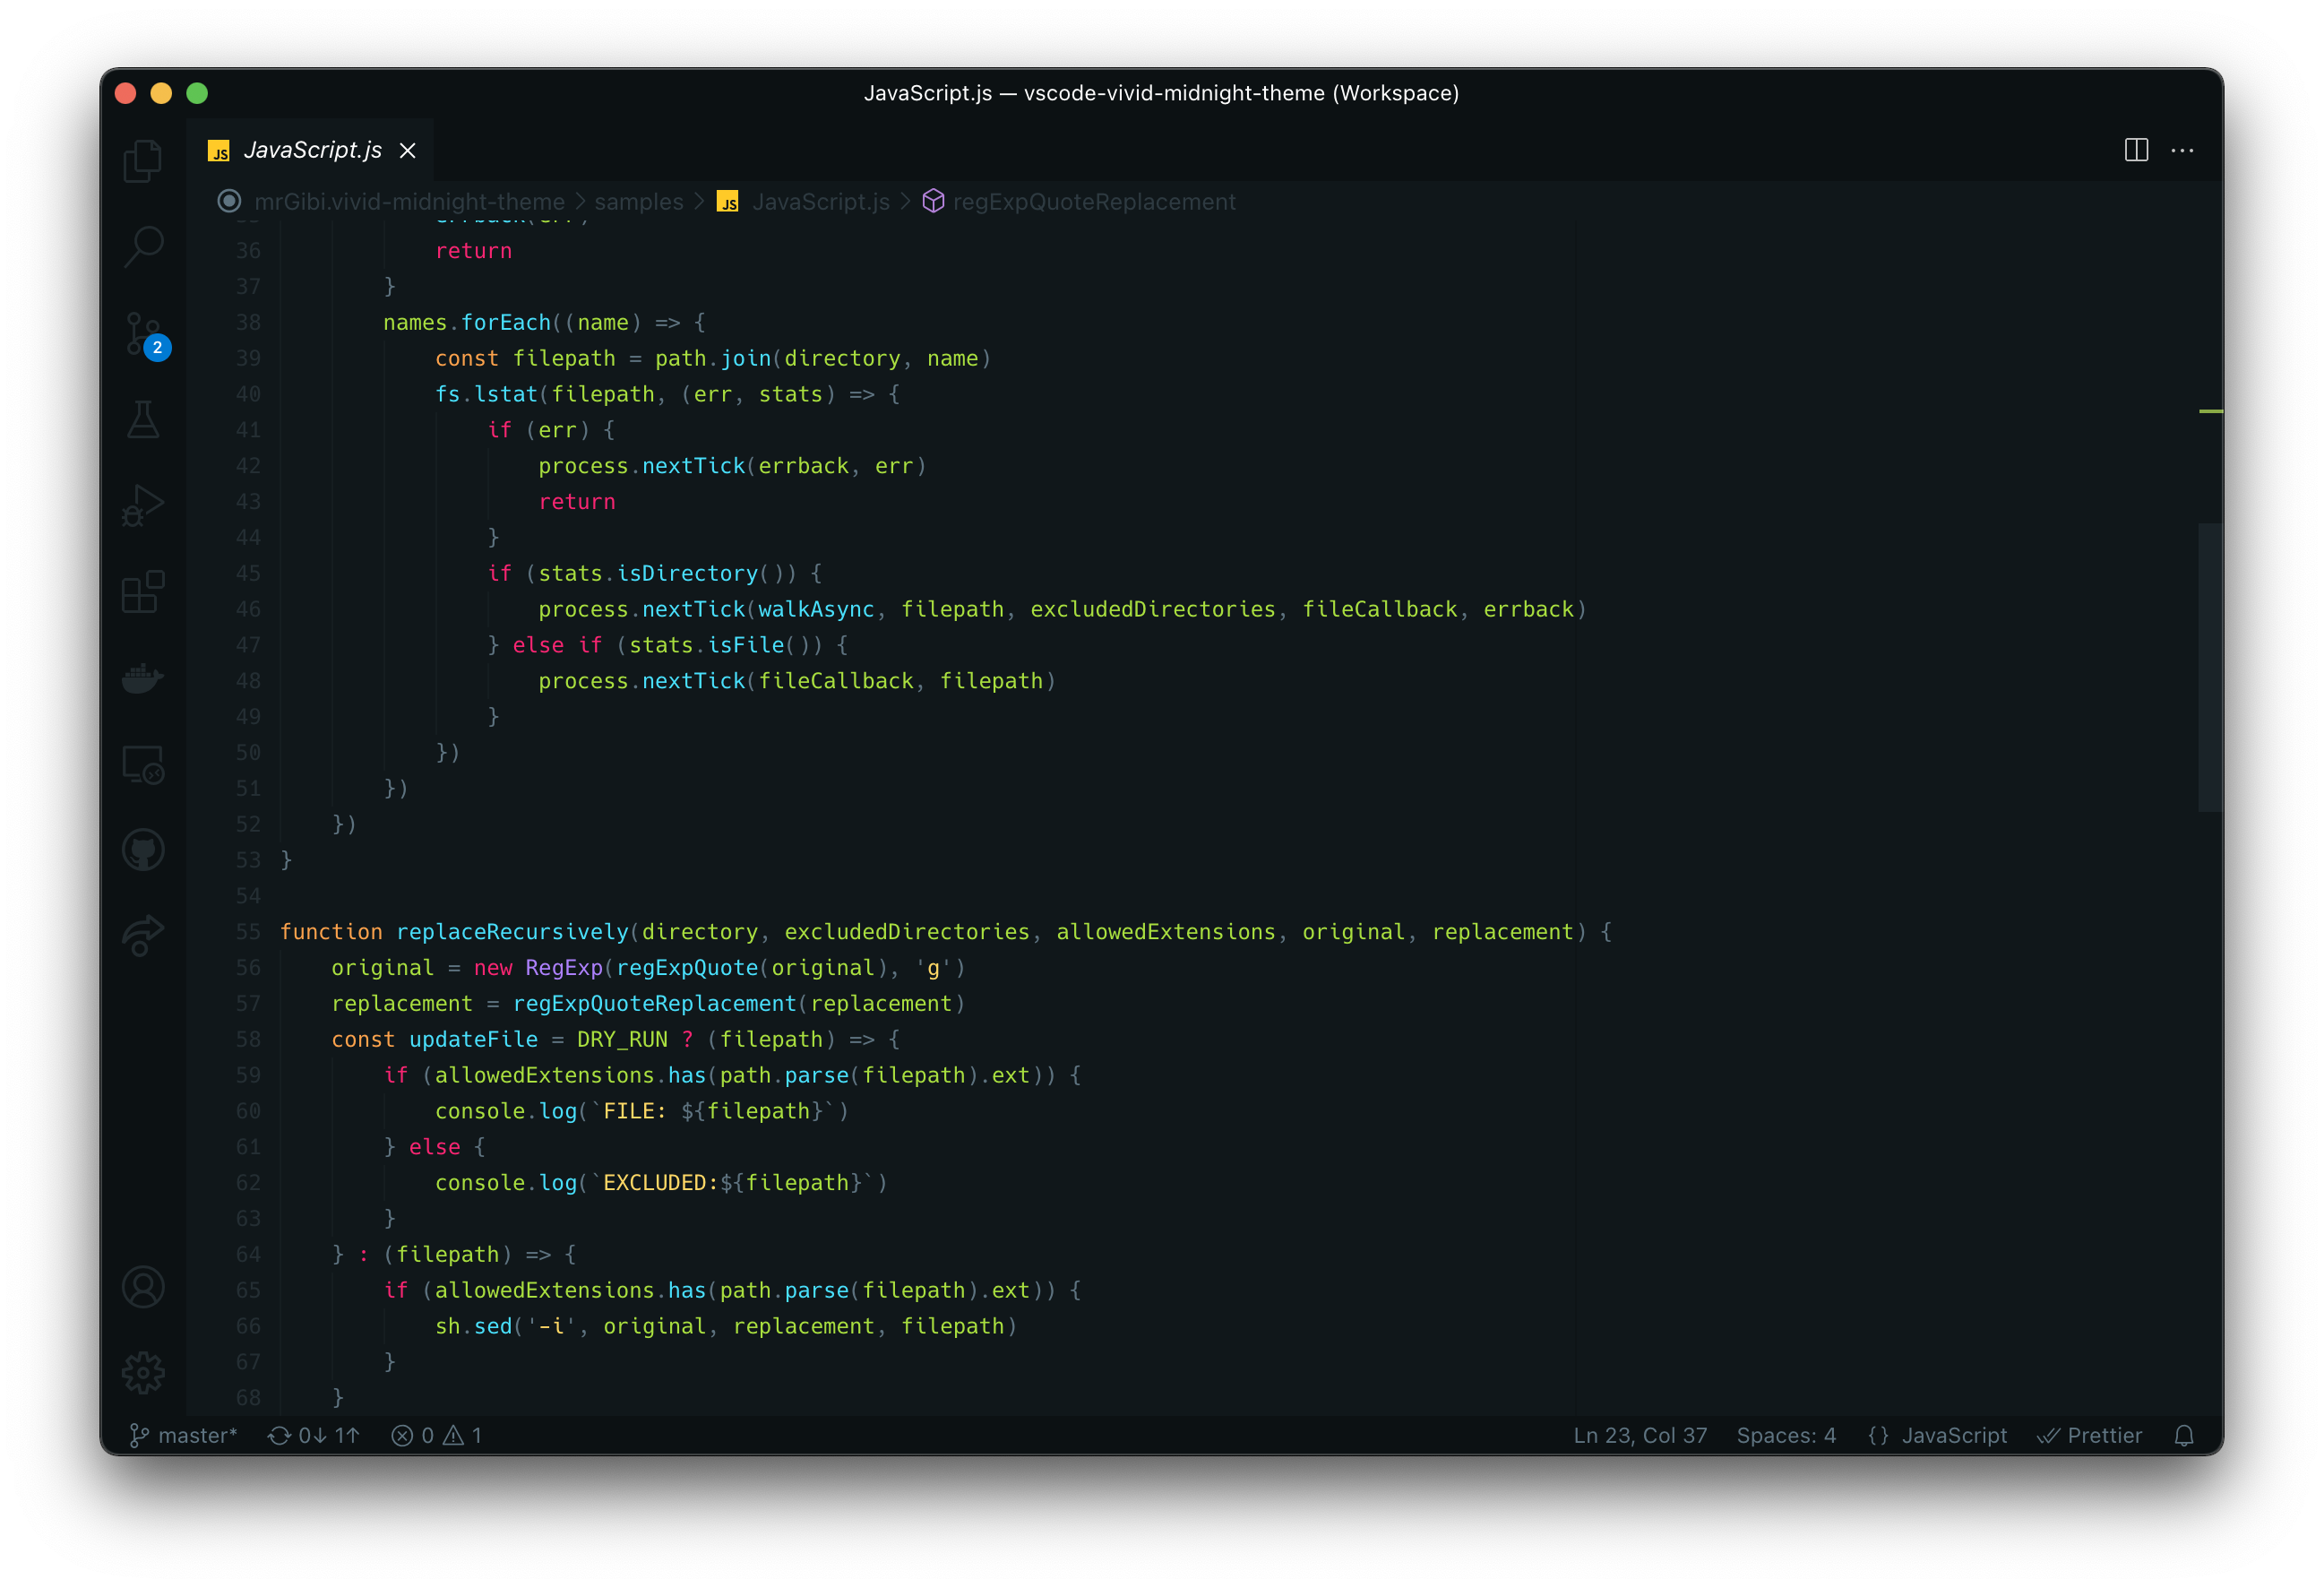 JavaScript.js — vscode-vivid-midnight-theme (Workspace)
JS JavaScript.js
mrGibi.vivid-midnight-theme > samples > JS JavaScript.js > regExpQuoteReplacement
36 return
37 }
38 names.forEach((name) => {
39 const filepath = path.join(directory, name)
40 fs.lstat(filepath, (err, stats) => {
41 if (err) {
42 process.nextTick(errback, err)
43 return
44 }
45 if (stats.isDirectory()) {
46 process.nextTick(walkAsync, filepath, excludedDirectories, fileCallback, errback)
47 } else if (stats.isFile()) {
48 process.nextTick(fileCallback, filepath)
49 }
50 })
51 })
52 })
53 }
54
55 function replaceRecursively(directory, excludedDirectories, allowedExtensions, original, replacement) {
56 original = new RegExp(regExpQuote(original), 'g')
57 replacement = regExpQuoteReplacement(replacement)
58 const updateFile = DRY_RUN ? (filepath) => {
59 if (allowedExtensions.has(path.parse(filepath).ext)) {
60 console.log(`FILE: ${filepath}`)
61 } else {
62 console.log(`EXCLUDED:${filepath}`)
63 }
64 } : (filepath) => {
65 if (allowedExtensions.has(path.parse(filepath).ext)) {
66 sh.sed('-i', original, replacement, filepath)
67 }
68 }
2
master* 0↓ 1↑ 0 1 Ln 23, Col 37 Spaces: 4 {} JavaScript Prettier